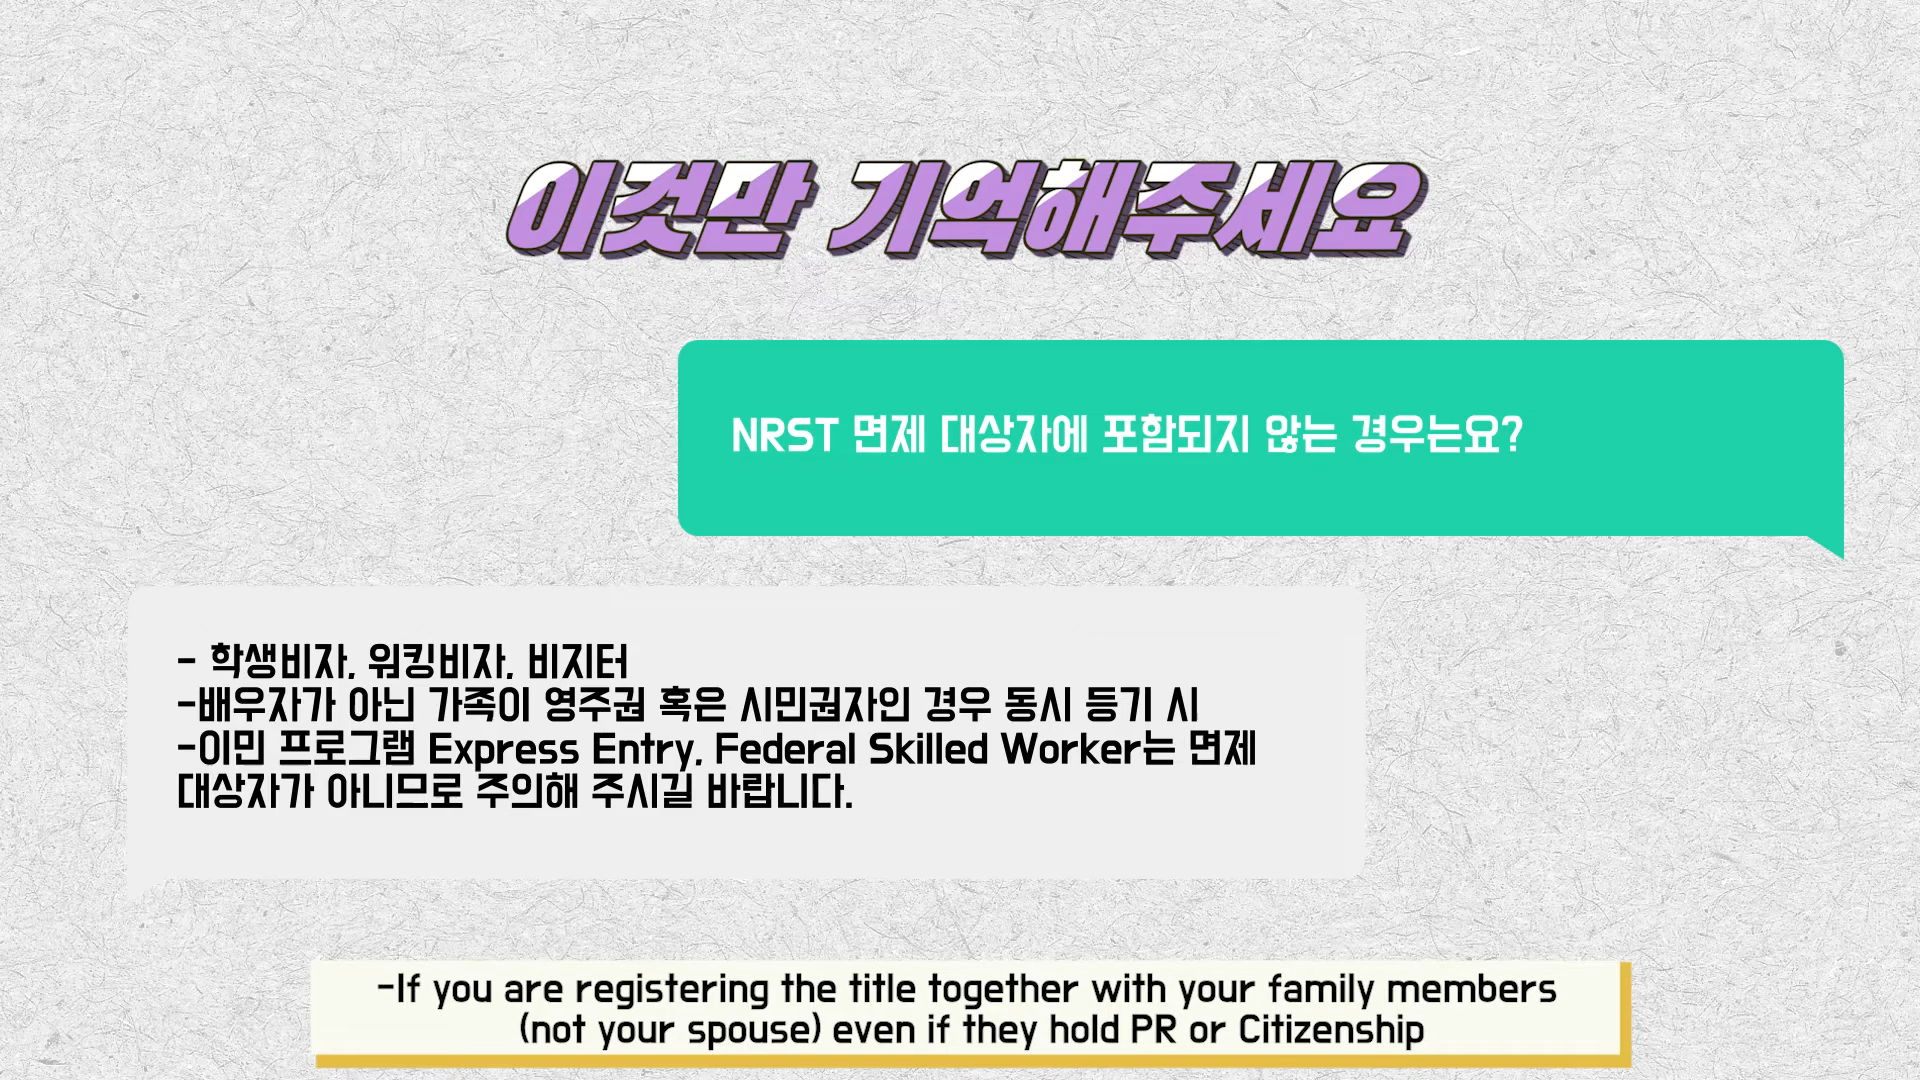 이것만 기억해주세요
NRST 면제 대상자에 포함되지 않는 경우는요?
- 학생비자, 워킹비자, 비지터
-배우자가 아닌 가족이 영주권 혹은 시민권자인 경우 동시 등기 시
-이민 프로그램 Express Entry, Federal Skilled Worker는 면제
대상자가 아니므로 주의해 주시길 바랍니다.
-If you are registering the title together with your family members
(not your spouse) even if they hold PR or Citizenship